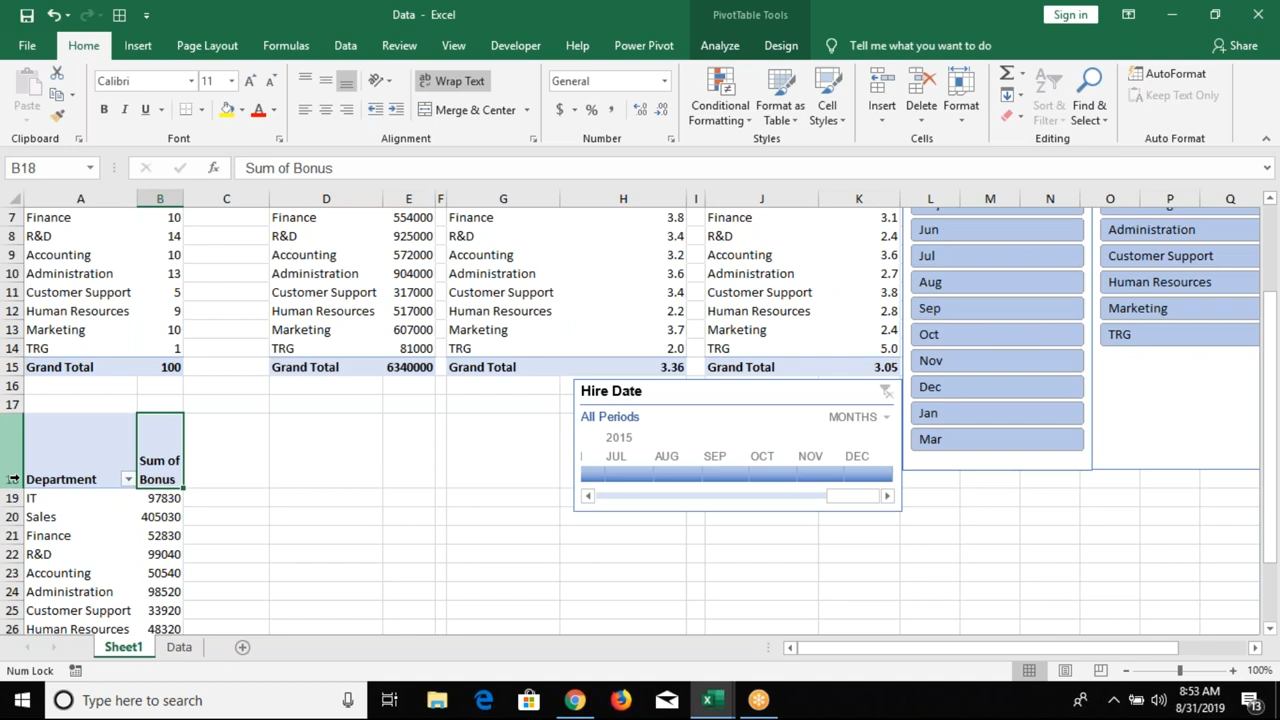 Data - Excel
PivotTable Tools
Sign in
File Home Insert Page Layout Formulas Data Review View Developer Help Power Pivot Analyze Design Tell me what you want to do Share
Paste
Calibri 11
B I U
Wrap Text
Merge & Center
General
$ % ,
Conditional Formatting
Format as Table
Cell Styles
Insert
Delete
Format
Sort & Filter
Find & Select
AutoFormat
Keep Text Only
Clipboard Font Alignment Number Styles Cells Editing Auto Format
B18 fx Sum of Bonus
A B C D E F G H I J K L M N O P Q
7 Finance 10 Finance 554000 Finance 3.8 Finance 3.1
8 R&D 14 R&D 925000 R&D 3.4 R&D 2.4
9 Accounting 10 Accounting 572000 Accounting 3.2 Accounting 3.6
10 Administration 13 Administration 904000 Administration 3.6 Administration 2.7
11 Customer Support 5 Customer Support 317000 Customer Support 3.4 Customer Support 3.8
12 Human Resources 9 Human Resources 517000 Human Resources 2.2 Human Resources 2.8
13 Marketing 10 Marketing 607000 Marketing 3.7 Marketing 2.4
14 TRG 1 TRG 81000 TRG 2.0 TRG 5.0
15 Grand Total 100 Grand Total 6340000 Grand Total 3.36 Grand Total 3.05
16
17
Department Sum of Bonus
19 IT 97830
20 Sales 405030
21 Finance 52830
22 R&D 99040
23 Accounting 50540
24 Administration 98520
25 Customer Support 33920
26 Human Resources 48320
Hire Date
All Periods MONTHS
2015
JUL AUG SEP OCT NOV DEC
Jun
Jul
Aug
Sep
Oct
Nov
Dec
Jan
Mar
Administration
Customer Support
Human Resources
Marketing
TRG
Sheet1 Data
Num Lock
100%
Type here to search
8:53 AM
8/31/2019
13